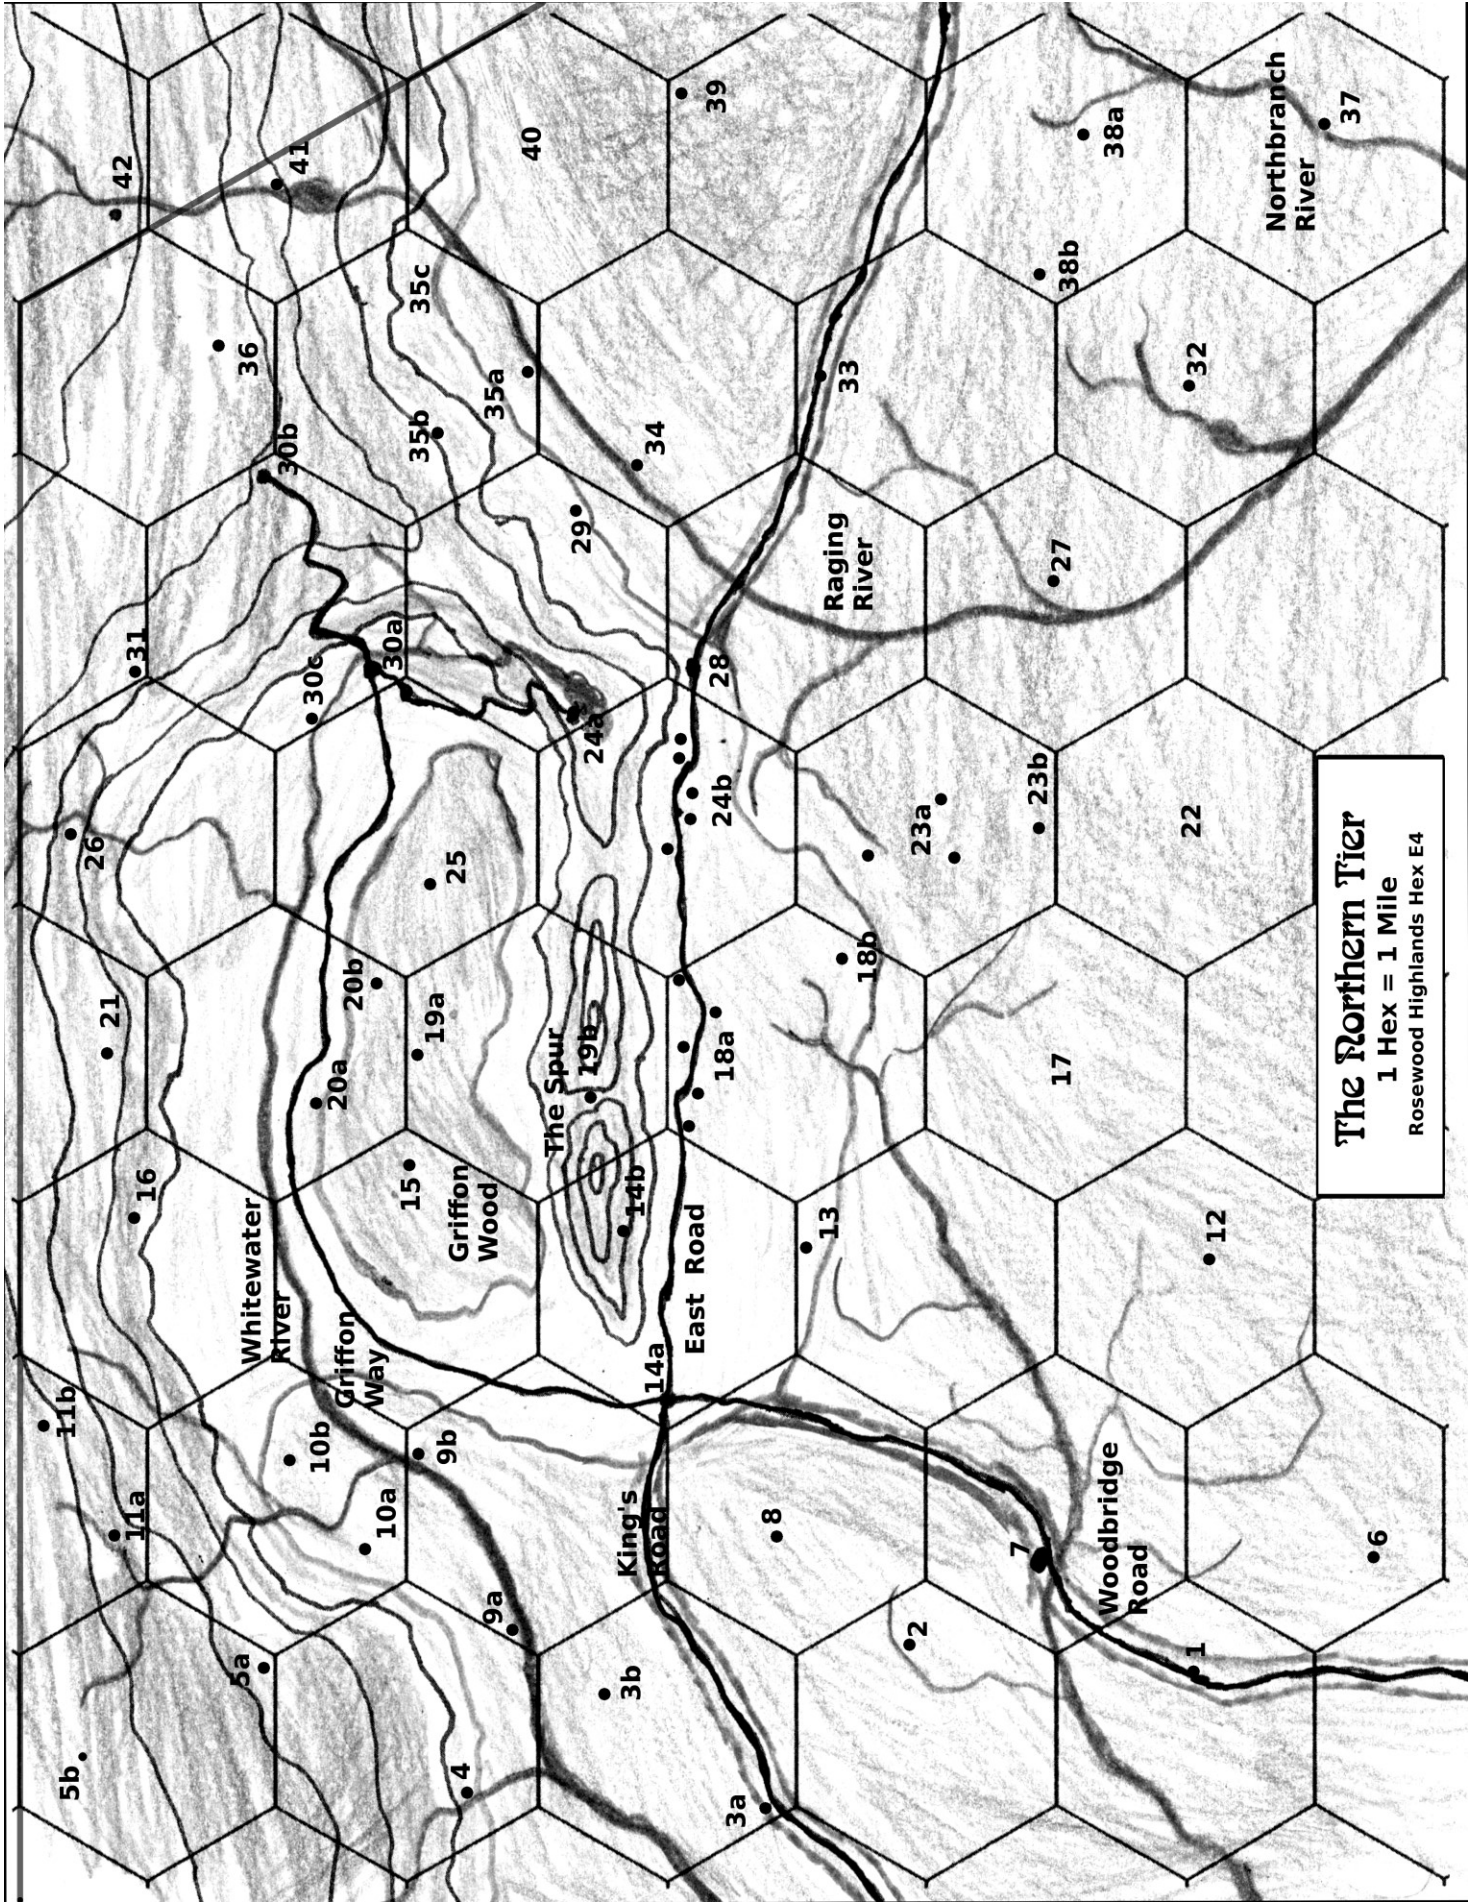 5b
11b
11a
16
21
26
31
42
5a
10b
Whitewater
River
36
30b
30c
41
20a
Griffon
Way
20b
10a
30a
4
9b
15
19a
25
35b
35c
Griffon
Wood
9a
35a
40
The Spur
19b
24a
29
3b
King's
Road
14b
14a
34
East Road
18a
24b
28
39
3a
8
13
18b
Raging
River
33
2
23a
7
23b
17
27
38b
Woodbridge
Road
38a
1
12
22
32
Northbranch
River
6
37
The Northern Tier
1 Hex = 1 Mile
Rosewood Highlands Hex E4